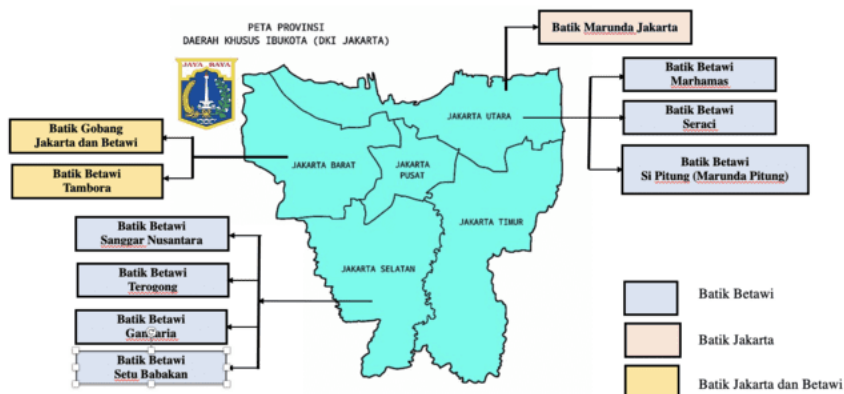 PETA PROVINSI
DAERAH KHUSUS IBUKOTA (DKI JAKARTA)
JAYA RAYA
Batik Marunda Jakarta
Batik Betawi
Marhamas
Batik Betawi
Seraci
Batik Betawi
Si Pitung (Marunda Pitung)
Batik Gobang
Jakarta dan Betawi
Batik Betawi
Tambora
JAKARTA UTARA
JAKARTA BARAT
JAKARTA
PUSAT
JAKARTA TIMUR
JAKARTA SELATAN
Batik Betawi
Sanggar Nusantara
Batik Betawi
Terogong
Batik Betawi
Batik Betawi
Setu Babakan
Batik Betawi
Batik Jakarta
Batik Jakarta dan Betawi